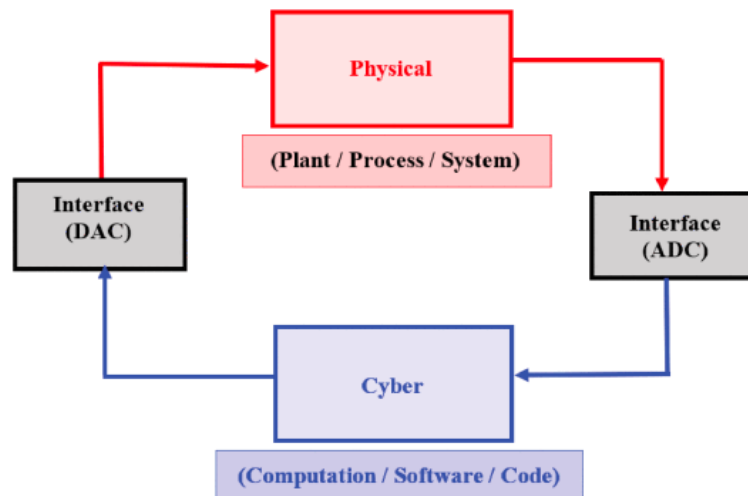 Physical
(Plant / Process / System)
Interface
(DAC)
Interface
(ADC)
Cyber
(Computation / Software / Code)